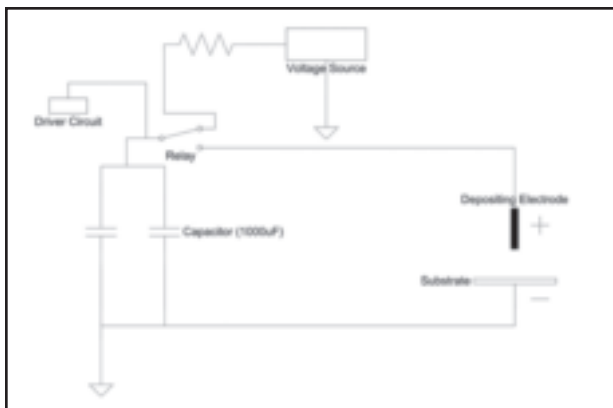 Voltage Source
Driver Circuit
Relay
Depositing Electrode
+
Capacitor (1000uF)
Substrate
−